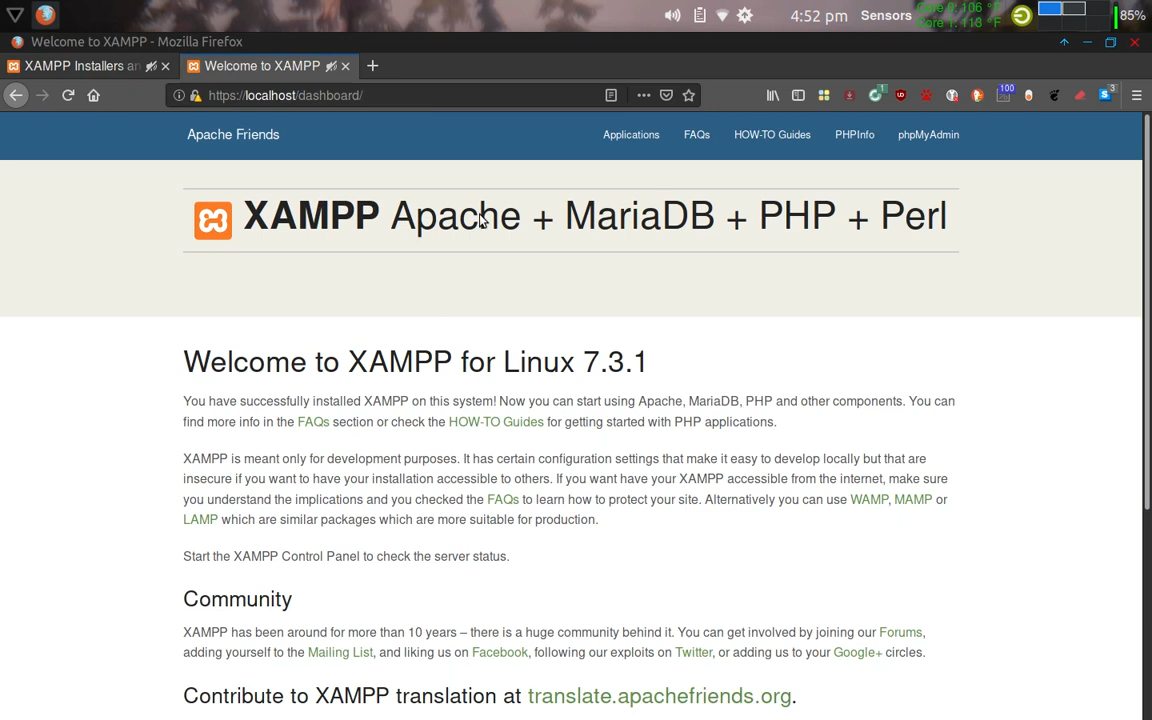 4:52 pm Sensors Core 0: 106 °F 85%
Core 1: 113 °F
Welcome to XAMPP - Mozilla Firefox
XAMPP Installers an Welcome to XAMPP
https://localhost/dashboard/ 1 100 3
Apache Friends Applications FAQs HOW-TO Guides PHPInfo phpMyAdmin
XAMPP Apache + MariaDB + PHP + Perl
Welcome to XAMPP for Linux 7.3.1
You have successfully installed XAMPP on this system! Now you can start using Apache, MariaDB, PHP and other components. You can
find more info in the FAQs section or check the HOW-TO Guides for getting started with PHP applications.
XAMPP is meant only for development purposes. It has certain configuration settings that make it easy to develop locally but that are
insecure if you want to have your installation accessible to others. If you want have your XAMPP accessible from the internet, make sure
you understand the implications and you checked the FAQs to learn how to protect your site. Alternatively you can use WAMP, MAMP or
LAMP which are similar packages which are more suitable for production.
Start the XAMPP Control Panel to check the server status.
Community
XAMPP has been around for more than 10 years – there is a huge community behind it. You can get involved by joining our Forums,
adding yourself to the Mailing List, and liking us on Facebook, following our exploits on Twitter, or adding us to your Google+ circles.
Contribute to XAMPP translation at translate.apachefriends.org.